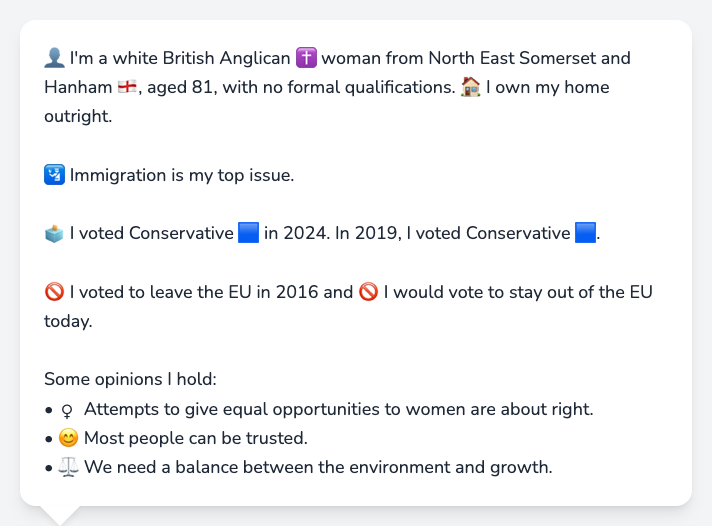 👤 I'm a white British Anglican ✝️ woman from North East Somerset and
Hanham 🏴󠁧󠁢󠁥󠁮󠁧󠁿, aged 81, with no formal qualifications. 🏠 I own my home
outright.
🛂 Immigration is my top issue.
🗳️ I voted Conservative 🟦 in 2024. In 2019, I voted Conservative 🟦.
🚫 I voted to leave the EU in 2016 and 🚫 I would vote to stay out of the EU
today.
Some opinions I hold:
• ♀ Attempts to give equal opportunities to women are about right.
• 😊 Most people can be trusted.
• ⚖️ We need a balance between the environment and growth.